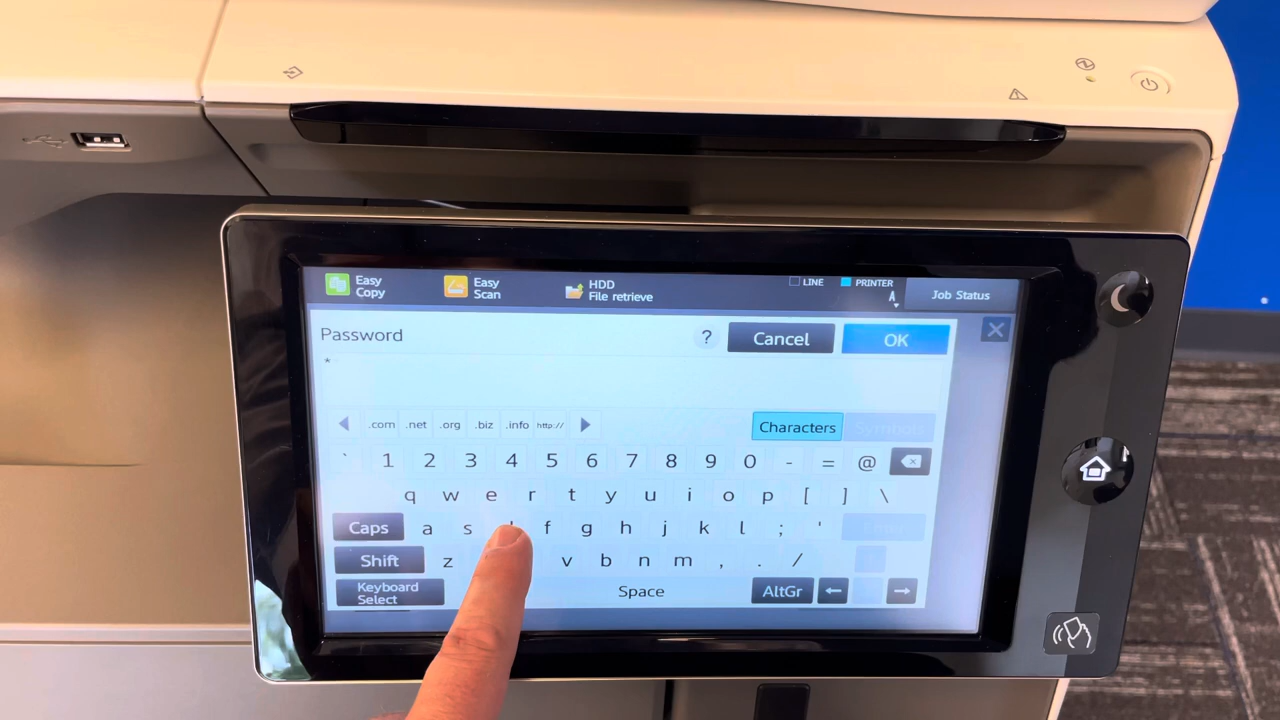 Easy Copy
Easy Scan
HDD File retrieve
LINE
PRINTER
Job Status
Password
?
Cancel
OK
*
.com .net .org .biz .info http://
Characters
` 1 2 3 4 5 6 7 8 9 0 - = @
q w e r t y u i o p [ ] \
Caps a s f g h j k l ; '
Shift z v b n m , . /
Keyboard Select
Space
AltGr